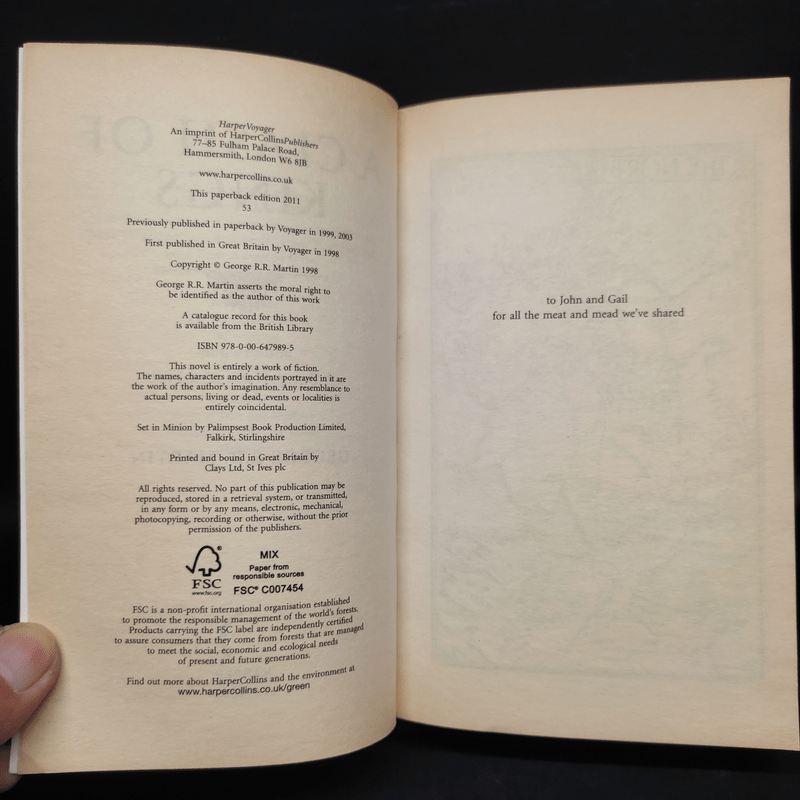 HarperVoyager
An imprint of HarperCollinsPublishers
77–85 Fulham Palace Road,
Hammersmith, London W6 8JB
www.harpercollins.co.uk
This paperback edition 2011
53
Previously published in paperback by Voyager in 1999, 2003
First published in Great Britain by Voyager in 1998
Copyright © George R.R. Martin 1998
George R.R. Martin asserts the moral right to
be identified as the author of this work
A catalogue record for this book
is available from the British Library
ISBN 978-0-00-647989-5
This novel is entirely a work of fiction.
The names, characters and incidents portrayed in it are
the work of the author's imagination. Any resemblance to
actual persons, living or dead, events or localities is
entirely coincidental.
Set in Minion by Palimpsest Book Production Limited,
Falkirk, Stirlingshire
Printed and bound in Great Britain by
Clays Ltd, St Ives plc
All rights reserved. No part of this publication may be
reproduced, stored in a retrieval system, or transmitted,
in any form or by any means, electronic, mechanical,
photocopying, recording or otherwise, without the prior
permission of the publishers.
FSC
www.fsc.org
MIX
Paper from
responsible sources
FSC® C007454
FSC is a non-profit international organisation established
to promote the responsible management of the world's forests.
Products carrying the FSC label are independently certified
to assure consumers that they come from forests that are managed
to meet the social, economic and ecological needs
of present and future generations.
Find out more about HarperCollins and the environment at
www.harpercollins.co.uk/green
to John and Gail
for all the meat and mead we've shared